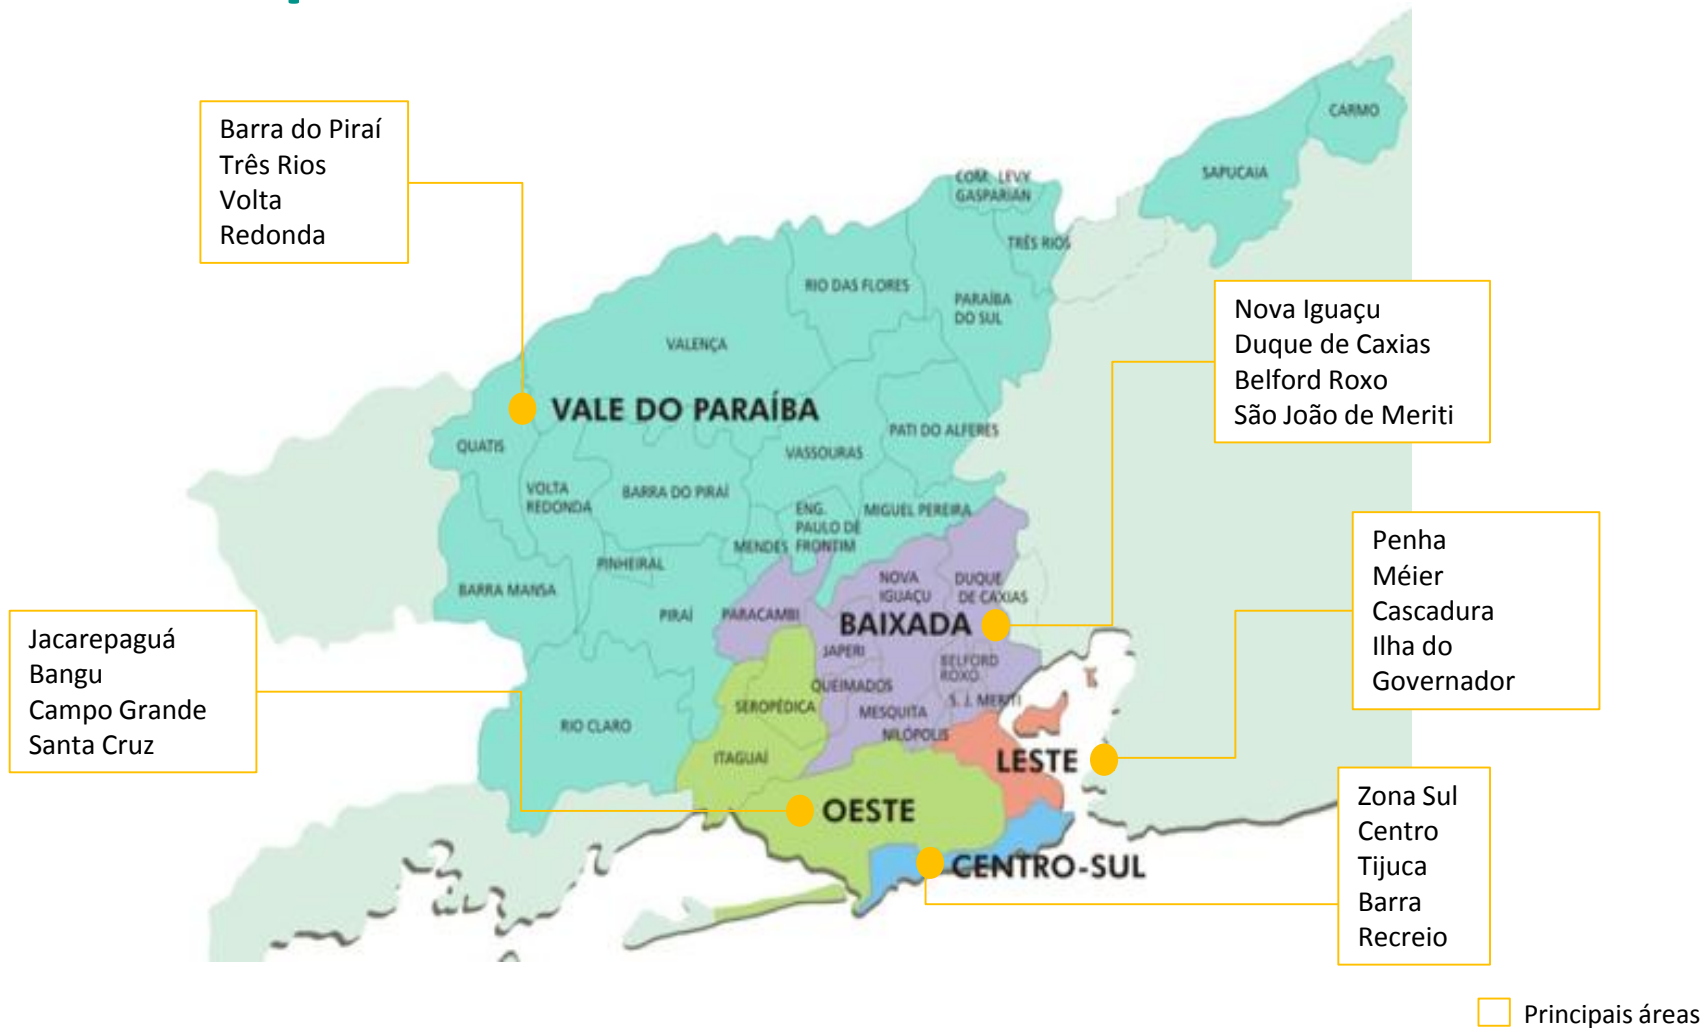 Barra do Piraí
Três Rios
Volta
Redonda
CARMO
SAPUCAIA
COM. LEVY
GASPARIAN
TRÊS RIOS
RIO DAS FLORES
PARAÍBA
DO SUL
VALENÇA
Nova Iguaçu
Duque de Caxias
Belford Roxo
São João de Meriti
VALE DO PARAÍBA
PATI DO ALFERES
QUATIS
VASSOURAS
VOLTA
REDONDA
BARRA DO PIRAÍ
ENG.
PAULO DE
FRONTIM
MIGUEL PEREIRA
MENDES
PINHEIRAL
BARRA MANSA
PIRAÍ
PARACAMBI
NOVA
IGUAÇU
DUQUE
DE CAXIAS
BAIXADA
Penha
Méier
Cascadura
Ilha do
Governador
Jacarepaguá
Bangu
Campo Grande
Santa Cruz
JAPERI
BELFORD
ROXO
QUEIMADOS
SEROPÉDICA
MESQUITA
S. J. MERITI
NILÓPOLIS
RIO CLARO
ITAGUAÍ
LESTE
OESTE
CENTRO-SUL
Zona Sul
Centro
Tijuca
Barra
Recreio
Principais áreas